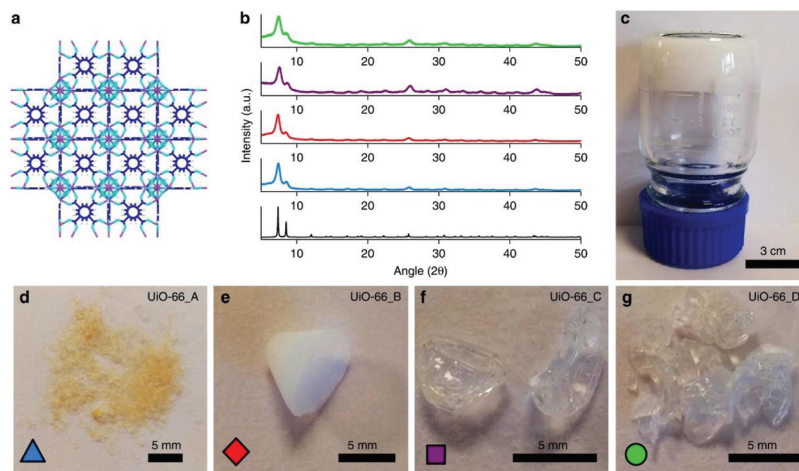 a
b
c
10 20 30 40 50
10 20 30 40 50
10 20 30 40 50
10 20 30 40 50
10 20 30 40 50
Intensity (a.u.)
Angle (2θ)
3 cm
d
UiO-66_A
5 mm
e
UiO-66_B
5 mm
f
UiO-66_C
5 mm
g
UiO-66_D
5 mm